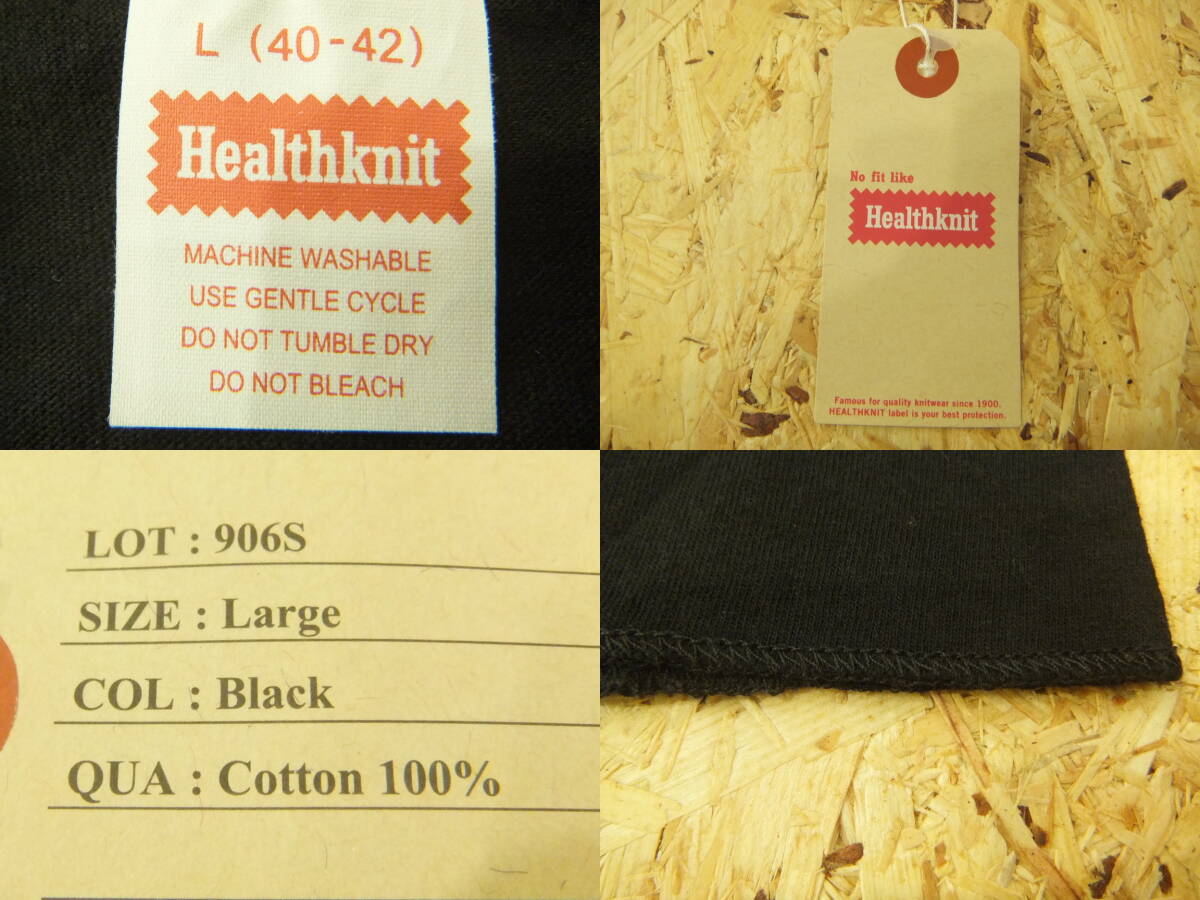 L (40-42)
Healthknit
MACHINE WASHABLE
USE GENTLE CYCLE
DO NOT TUMBLE DRY
DO NOT BLEACH
No fit like
Healthknit
Famous for quality knitwear since 1900.
HEALTHKNIT label is your best protection.
LOT : 906S
SIZE : Large
COL : Black
QUA : Cotton 100%